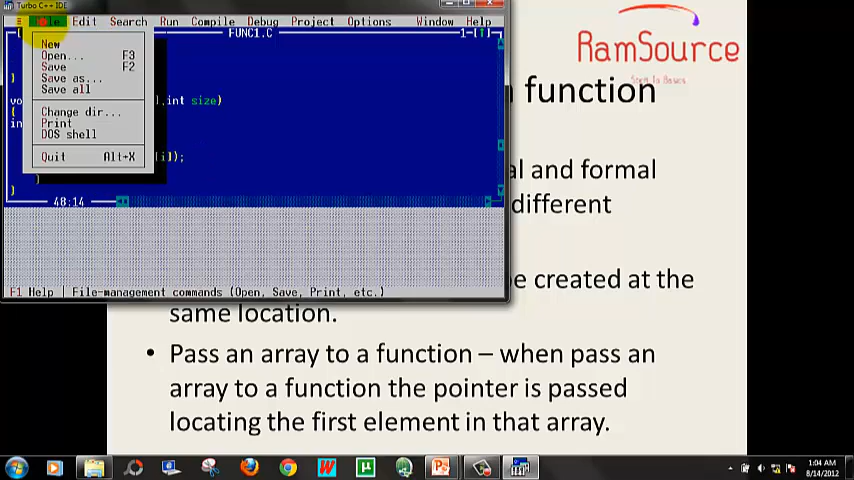 Turbo C++ IDE
≡ File Edit Search Run Compile Debug Project Options Window Help
FUNC1.C 1-[↑]
New
Open... F3
Save F2
Save as...
Save all
Change dir...
Print
DOS shell
Quit Alt+X
}
vo ],int size)
{
in
[i]);
}
}
48:14
F1 Help | File-management commands (Open, Save, Print, etc.)
RamSource
function
al and formal
different
be created at the
same location.
• Pass an array to a function – when pass an
array to a function the pointer is passed
locating the first element in that array.
1:04 AM
8/14/2012